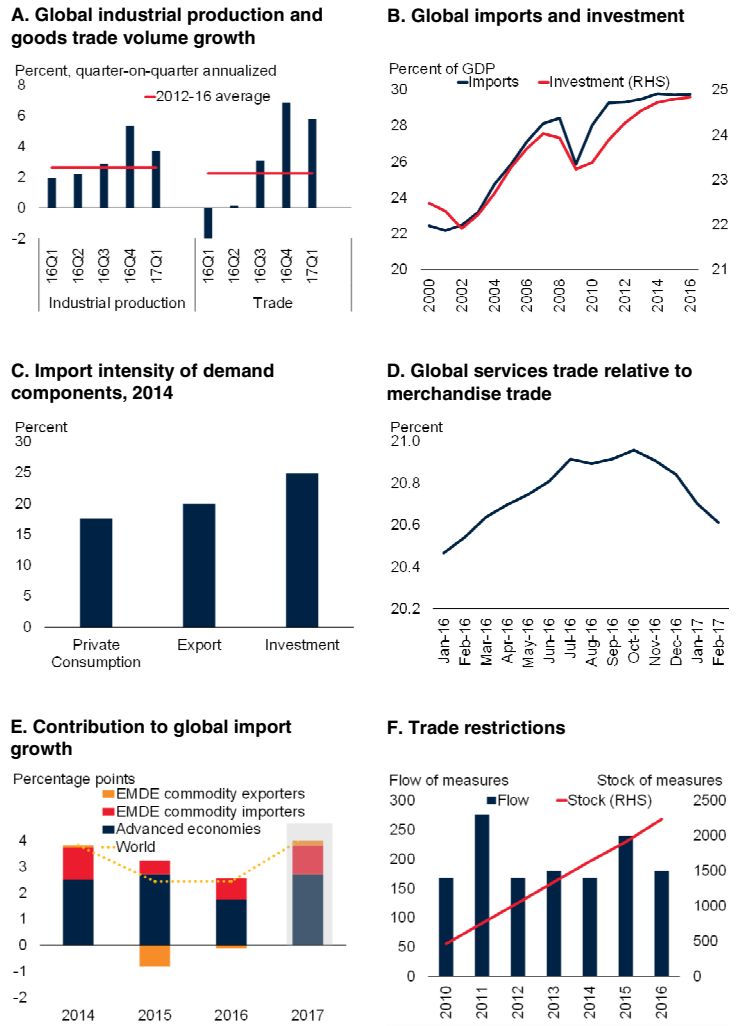 A. Global industrial production and
goods trade volume growth
Percent, quarter-on-quarter annualized
8
6
4
2
0
-2
2012-16 average
16Q1
16Q2
16Q3
16Q4
17Q1
16Q1
16Q2
16Q3
16Q4
17Q1
Industrial production
Trade
B. Global imports and investment
Percent of GDP
Imports
Investment (RHS)
30
28
26
24
22
20
25
24
23
22
21
2000
2002
2004
2006
2008
2010
2012
2014
2016
C. Import intensity of demand
components, 2014
Percent
30
25
20
15
10
5
0
Private
Consumption
Export
Investment
D. Global services trade relative to
merchandise trade
Percent
21.0
20.8
20.6
20.4
20.2
Jan-16
Feb-16
Mar-16
Apr-16
May-16
Jun-16
Jul-16
Aug-16
Sep-16
Oct-16
Nov-16
Dec-16
Jan-17
Feb-17
E. Contribution to global import
growth
Percentage points
EMDE commodity exporters
EMDE commodity importers
Advanced economies
World
4
3
2
1
0
-1
-2
2014
2015
2016
2017
F. Trade restrictions
Flow of measures
Stock of measures
Flow
Stock (RHS)
300
250
200
150
100
50
0
2500
2000
1500
1000
500
0
2010
2011
2012
2013
2014
2015
2016